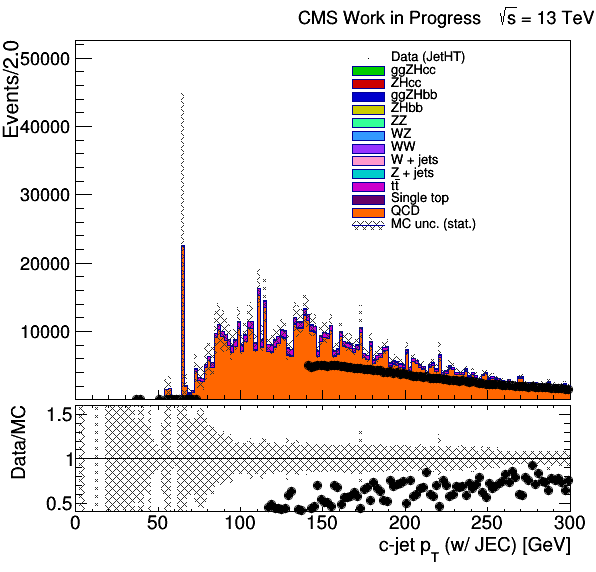 CMS Work in Progress √s = 13 TeV
Events/2.0
50000
40000
30000
20000
10000
Data (JetHT)
ggZHcc
ZHcc
ggZHbb
ZHbb
ZZ
WZ
WW
W + jets
Z + jets
tt̄
Single top
QCD
MC unc. (stat.)
Data/MC
1.5
1
0.5
0 50 100 150 200 250 300
c-jet p_T (w/ JEC) [GeV]